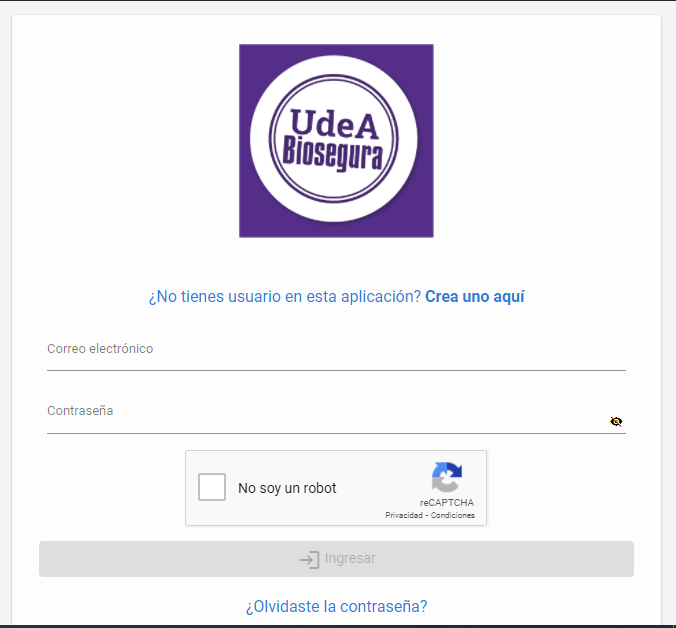 UdeA
Biosegura
¿No tienes usuario en esta aplicación? Crea uno aquí
Correo electrónico
Contraseña
No soy un robot
reCAPTCHA
Privacidad - Condiciones
Ingresar
¿Olvidaste la contraseña?